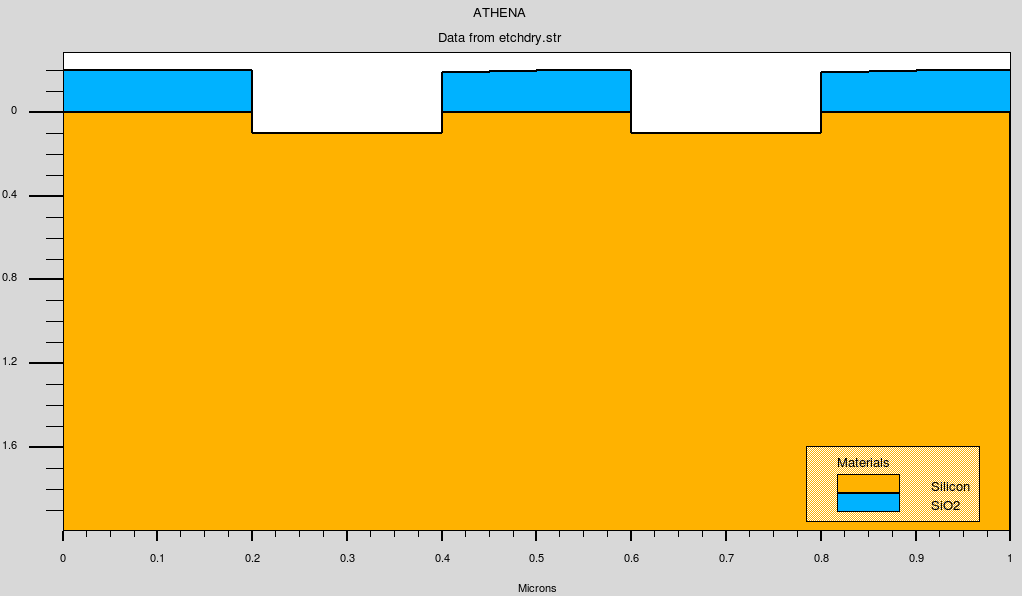 ATHENA
Data from etchdry.str
0
0.4
0.8
1.2
1.6
Materials
Silicon
SiO2
0 0.1 0.2 0.3 0.4 0.5 0.6 0.7 0.8 0.9 1
Microns